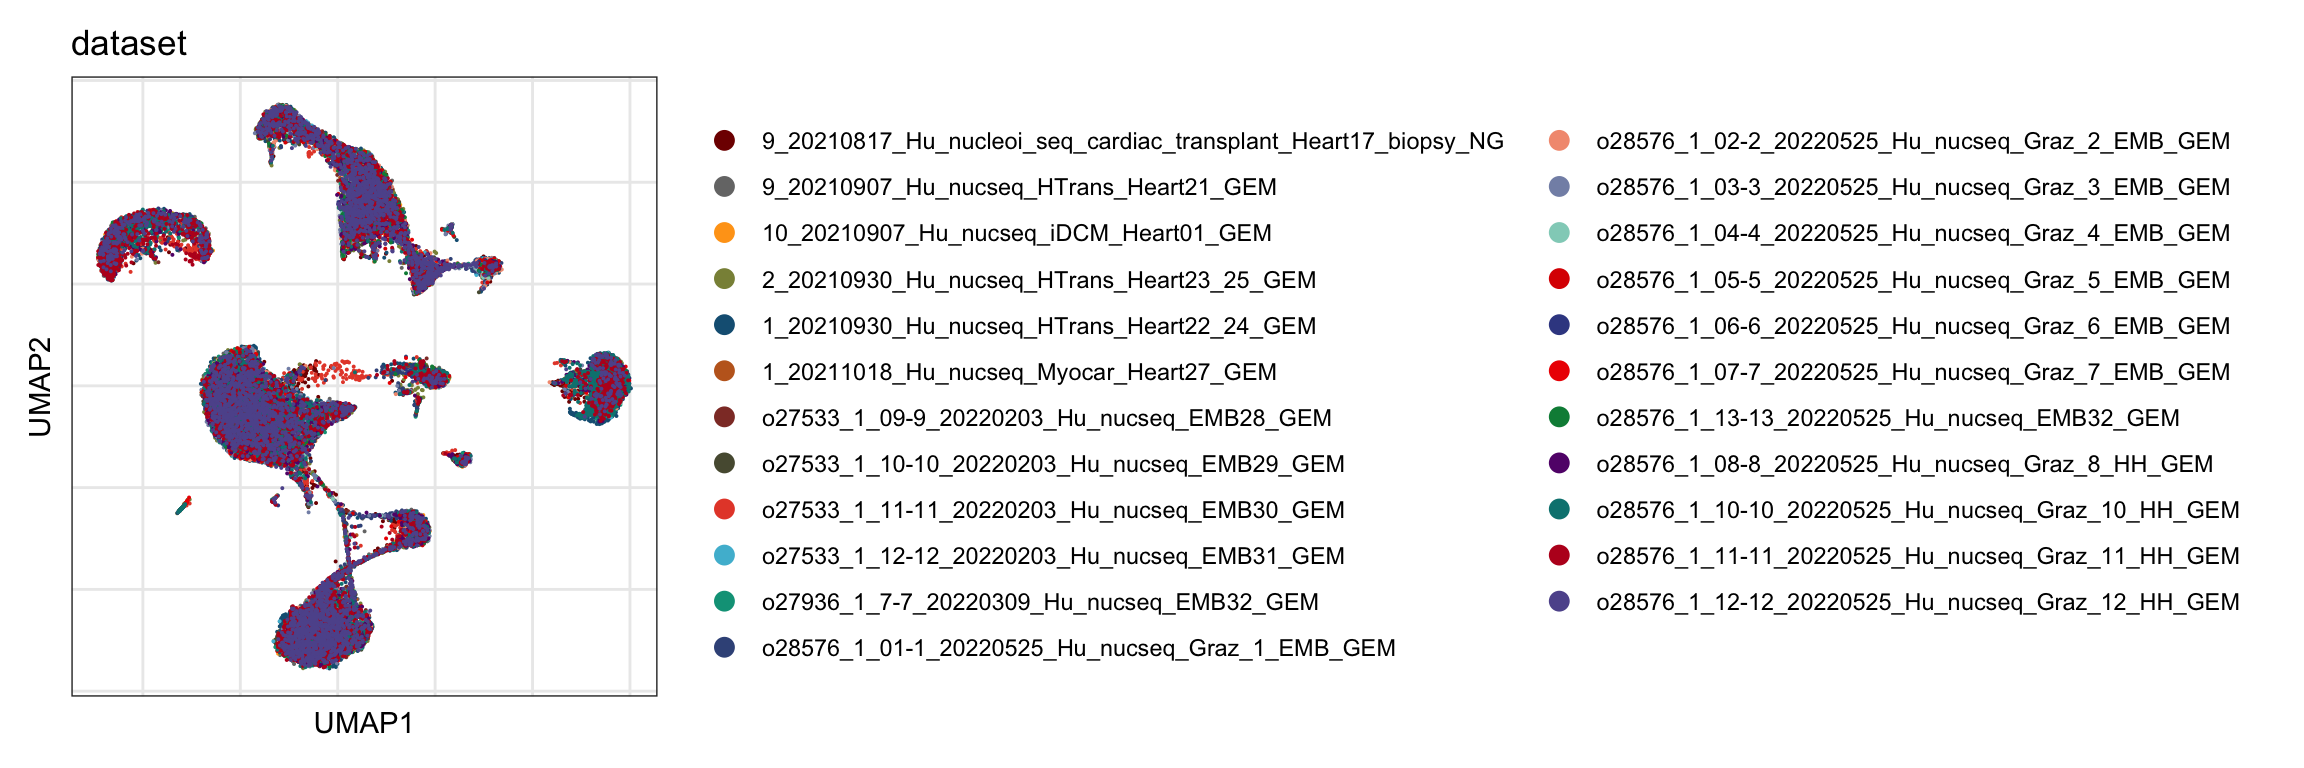 dataset
UMAP2
UMAP1
9_20210817_Hu_nucleoi_seq_cardiac_transplant_Heart17_biopsy_NG
9_20210907_Hu_nucseq_HTrans_Heart21_GEM
10_20210907_Hu_nucseq_iDCM_Heart01_GEM
2_20210930_Hu_nucseq_HTrans_Heart23_25_GEM
1_20210930_Hu_nucseq_HTrans_Heart22_24_GEM
1_20211018_Hu_nucseq_Myocar_Heart27_GEM
o27533_1_09-9_20220203_Hu_nucseq_EMB28_GEM
o27533_1_10-10_20220203_Hu_nucseq_EMB29_GEM
o27533_1_11-11_20220203_Hu_nucseq_EMB30_GEM
o27533_1_12-12_20220203_Hu_nucseq_EMB31_GEM
o27936_1_7-7_20220309_Hu_nucseq_EMB32_GEM
o28576_1_01-1_20220525_Hu_nucseq_Graz_1_EMB_GEM
o28576_1_02-2_20220525_Hu_nucseq_Graz_2_EMB_GEM
o28576_1_03-3_20220525_Hu_nucseq_Graz_3_EMB_GEM
o28576_1_04-4_20220525_Hu_nucseq_Graz_4_EMB_GEM
o28576_1_05-5_20220525_Hu_nucseq_Graz_5_EMB_GEM
o28576_1_06-6_20220525_Hu_nucseq_Graz_6_EMB_GEM
o28576_1_07-7_20220525_Hu_nucseq_Graz_7_EMB_GEM
o28576_1_13-13_20220525_Hu_nucseq_EMB32_GEM
o28576_1_08-8_20220525_Hu_nucseq_Graz_8_HH_GEM
o28576_1_10-10_20220525_Hu_nucseq_Graz_10_HH_GEM
o28576_1_11-11_20220525_Hu_nucseq_Graz_11_HH_GEM
o28576_1_12-12_20220525_Hu_nucseq_Graz_12_HH_GEM